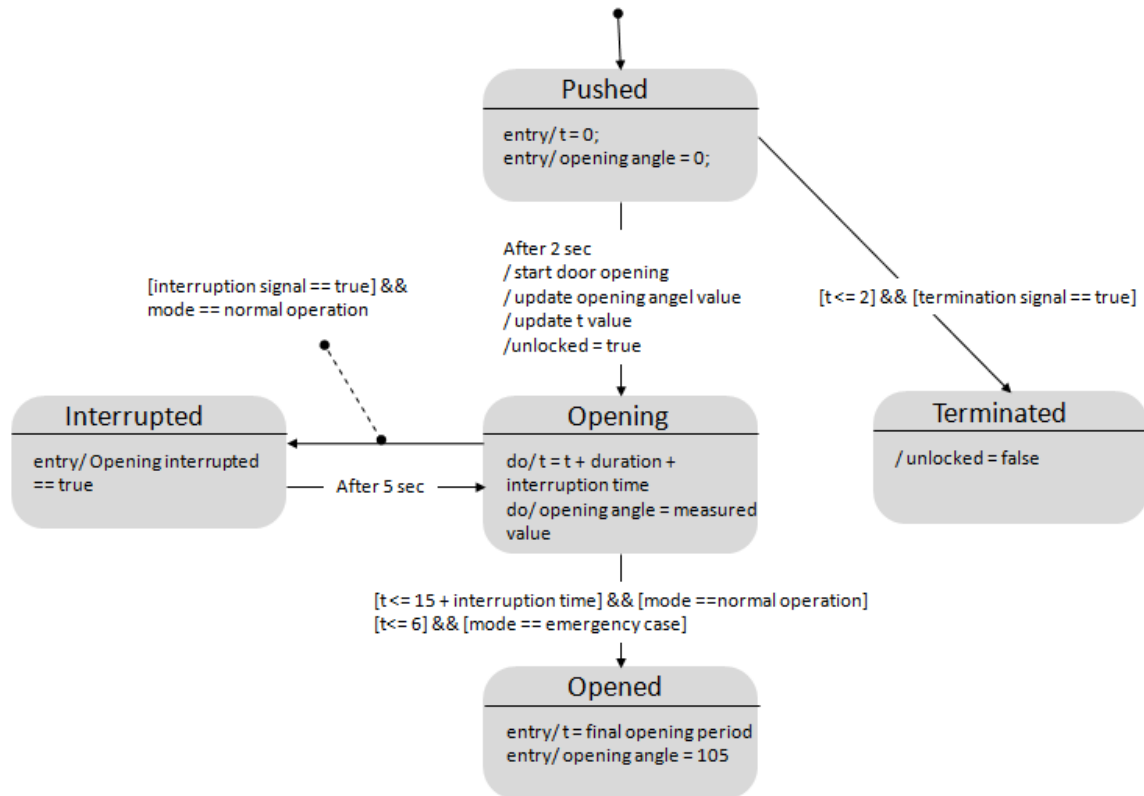 Pushed
entry/ t = 0;
entry/ opening angle = 0;
After 2 sec
/ start door opening
/ update opening angel value
/ update t value
/unlocked = true
[interruption signal == true] &&
mode == normal operation
[t <= 2] && [termination signal == true]
Interrupted
entry/ Opening interrupted
== true
After 5 sec
Opening
do/ t = t + duration +
interruption time
do/ opening angle = measured
value
Terminated
/ unlocked = false
[t <= 15 + interruption time] && [mode ==normal operation]
[t<= 6] && [mode == emergency case]
Opened
entry/ t = final opening period
entry/ opening angle = 105